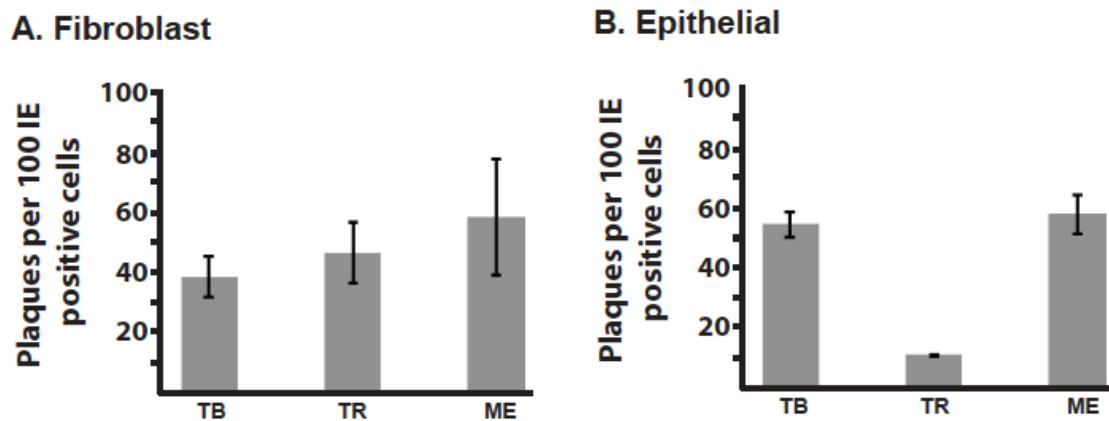 A. Fibroblast
Plaques per 100 IE
positive cells
100
80
60
40
20
TB TR ME
B. Epithelial
Plaques per 100 IE
positive cells
100
80
60
40
20
TB TR ME